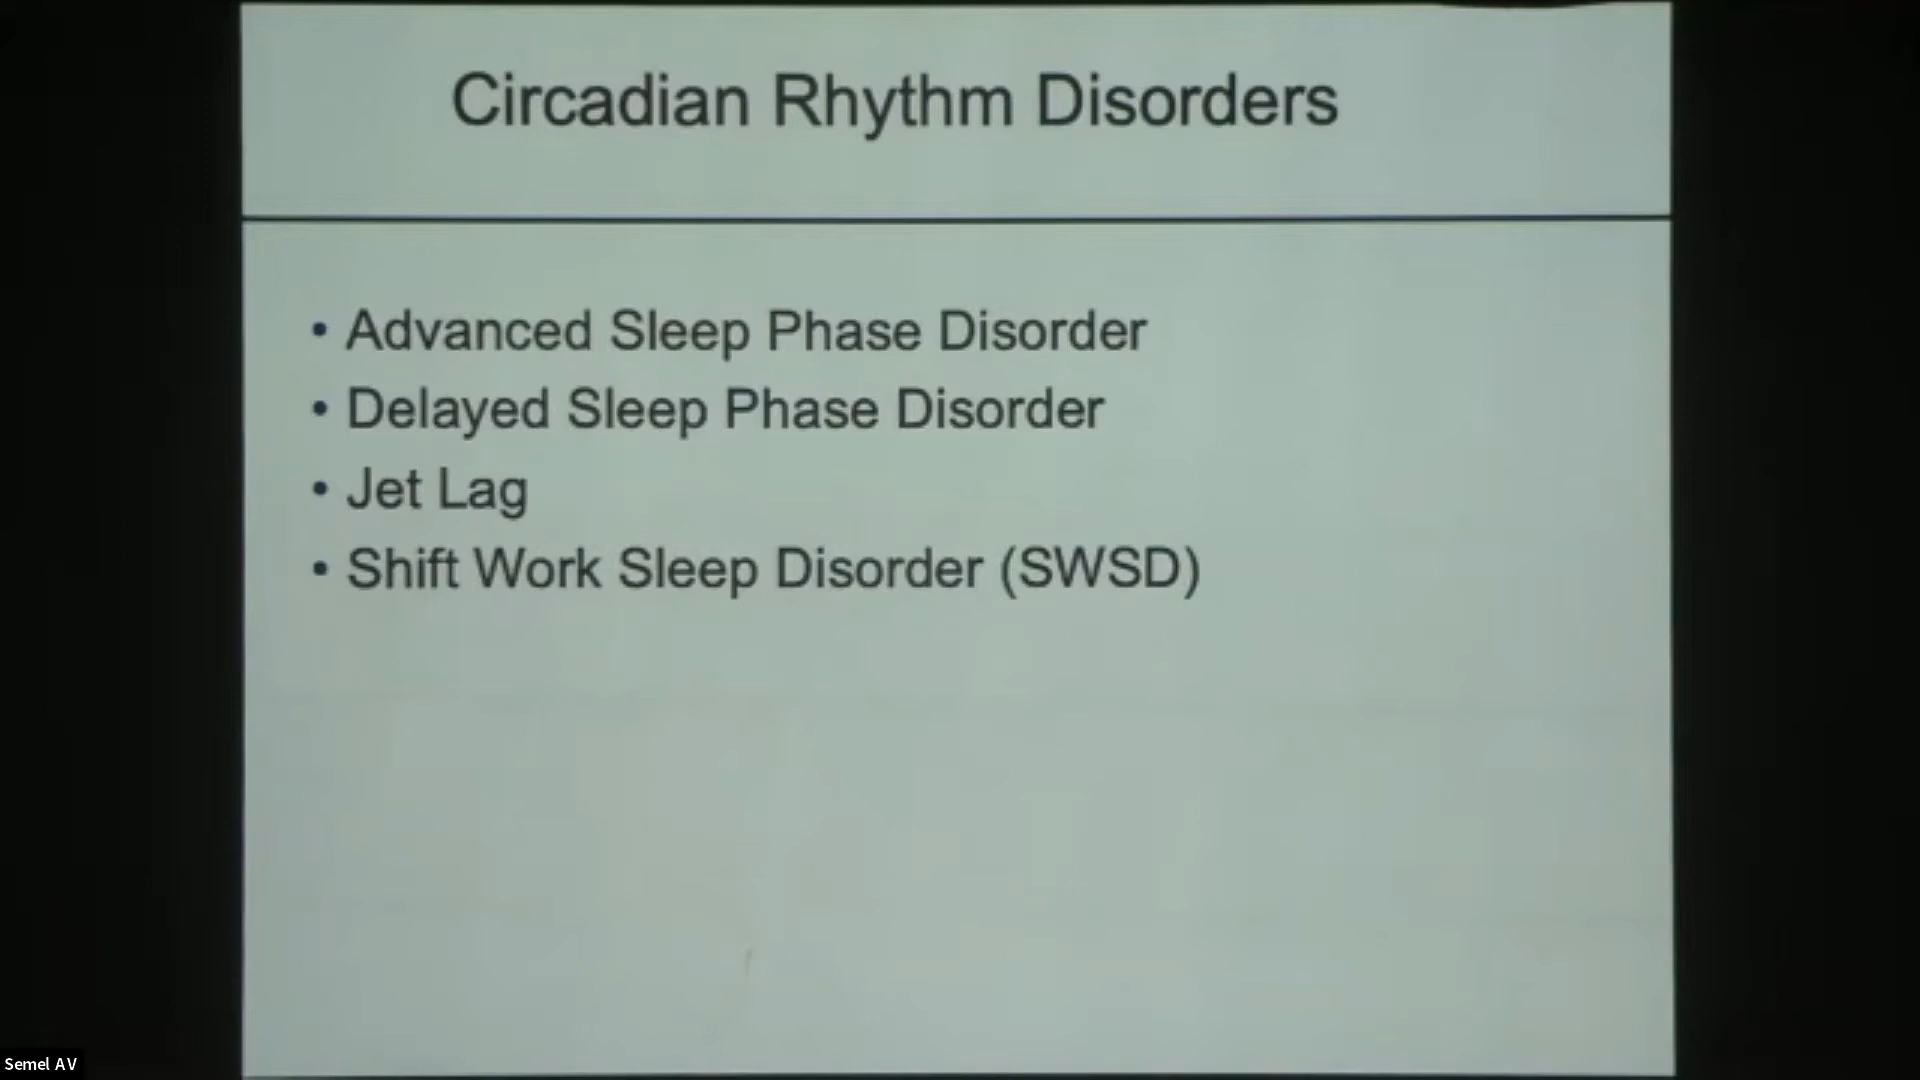 Circadian Rhythm Disorders
• Advanced Sleep Phase Disorder
• Delayed Sleep Phase Disorder
• Jet Lag
• Shift Work Sleep Disorder (SWSD)
Semel AV